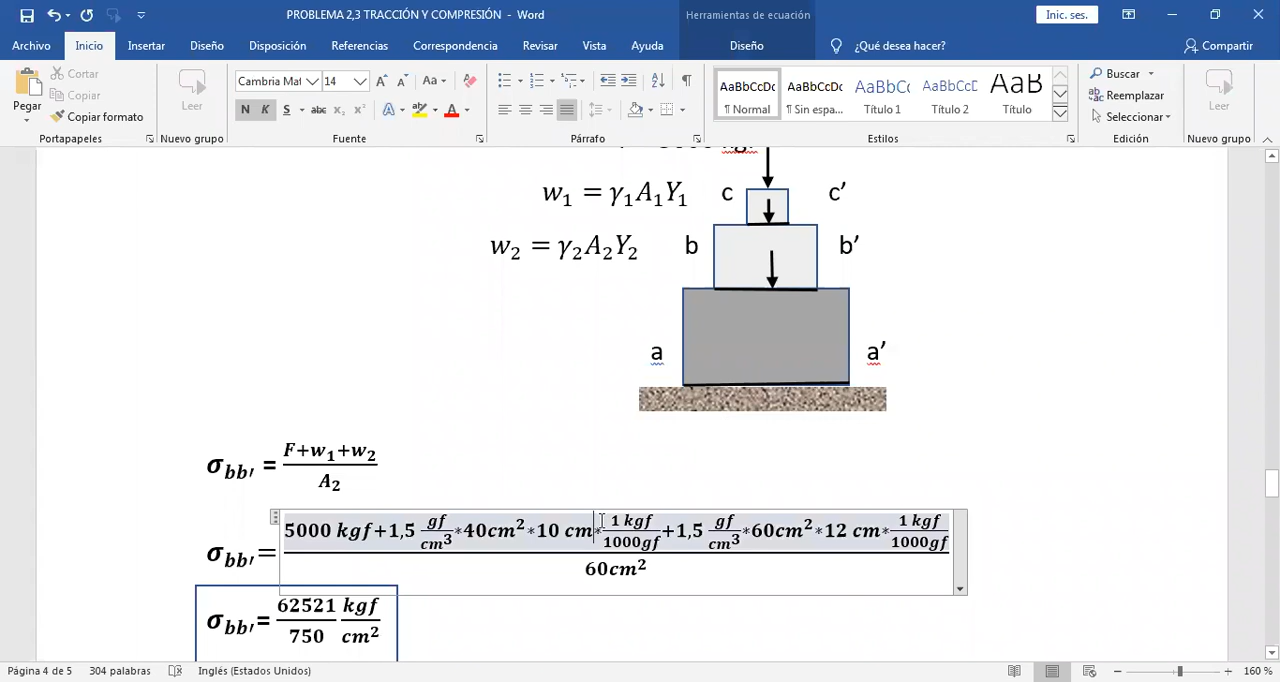 PROBLEMA 2,3 TRACCIÓN Y COMPRESIÓN - Word
Herramientas de ecuación
Inic. ses.
Archivo Inicio Insertar Diseño Disposición Referencias Correspondencia Revisar Vista Ayuda Diseño ¿Qué desea hacer? Compartir
Pegar
Cortar
Copiar
Copiar formato
Leer
Cambria Mat 14
Aa
N K S abc x₂ x²
AaBbCcDc AaBbCcDc AaBbCc AaBbCcD AaB
¶ Normal ¶ Sin espa... Título 1 Título 2 Título
Buscar
Reemplazar
Seleccionar
Leer
Portapapeles Nuevo grupo Fuente Párrafo Estilos Edición Nuevo grupo
w₁ = γ₁A₁Y₁ c c’
w₂ = γ₂A₂Y₂ b b’
a a’
σbb′ = (F+w₁+w₂)/A₂
σbb′= (5000 kgf+1,5 gf/cm³*40cm²*10 cm*1 kgf/1000gf+1,5 gf/cm³*60cm²*12 cm*1 kgf/1000gf)/60cm²
σbb′= 62521/750 kgf/cm²
Página 4 de 5 304 palabras Inglés (Estados Unidos) 160 %